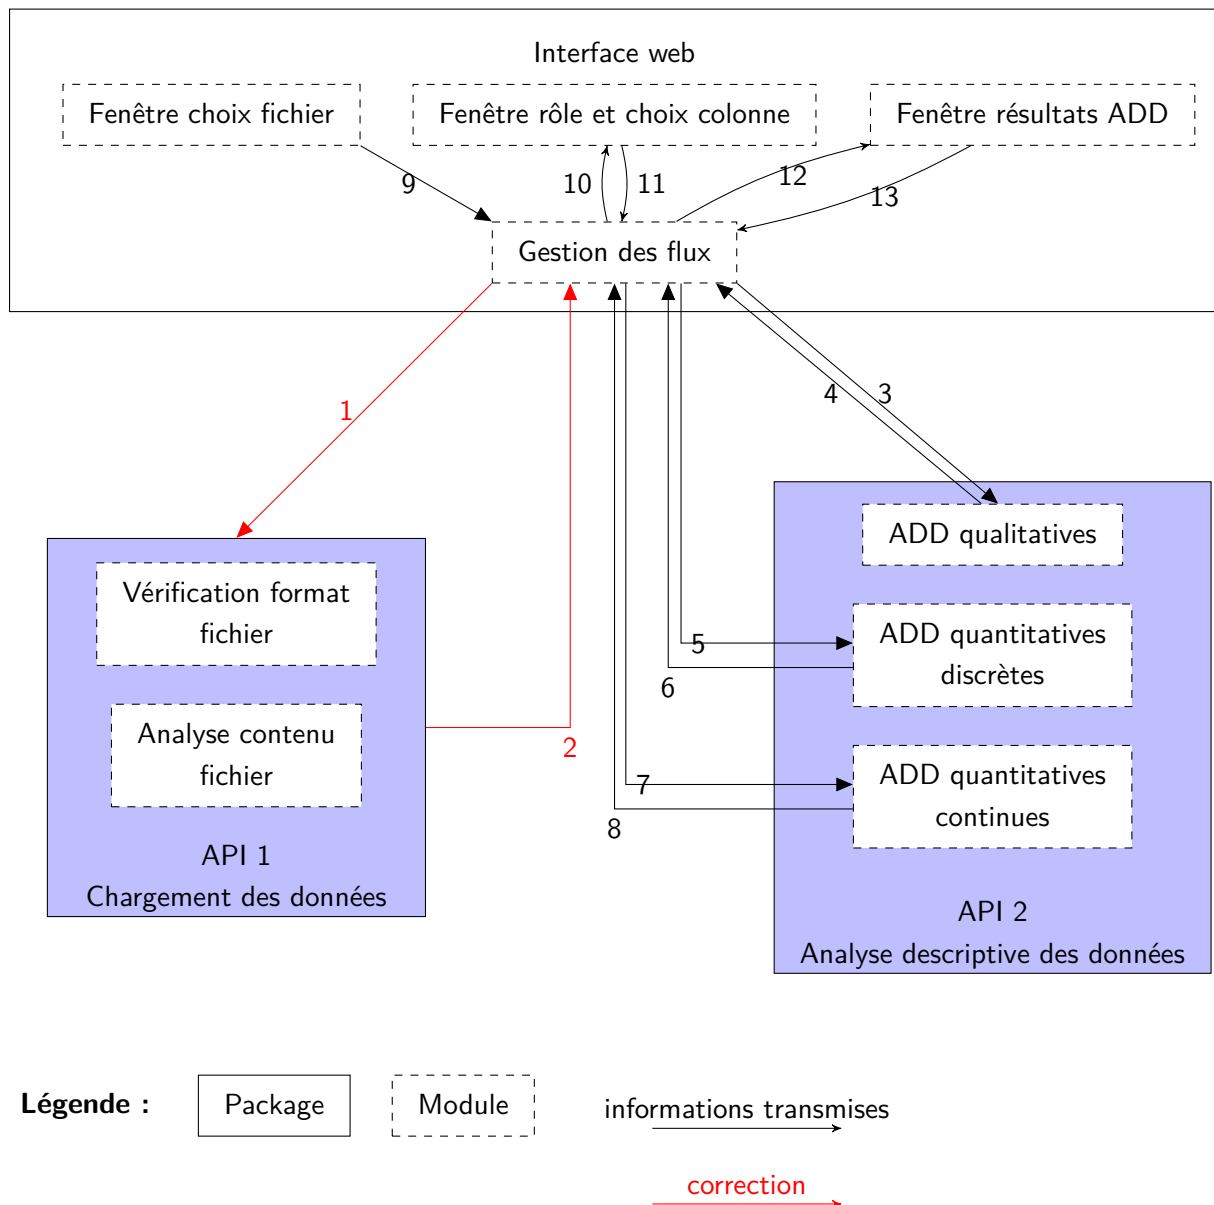 Interface web
Fenêtre choix fichier
Fenêtre rôle et choix colonne
Fenêtre résultats ADD
9
10
11
12
13
Gestion des flux
1
4
3
ADD qualitatives
Vérification format
fichier
ADD quantitatives
discrètes
5
6
Analyse contenu
fichier
2
ADD quantitatives
continues
7
8
API 1
Chargement des données
API 2
Analyse descriptive des données
Légende :
Package
Module
informations transmises
correction